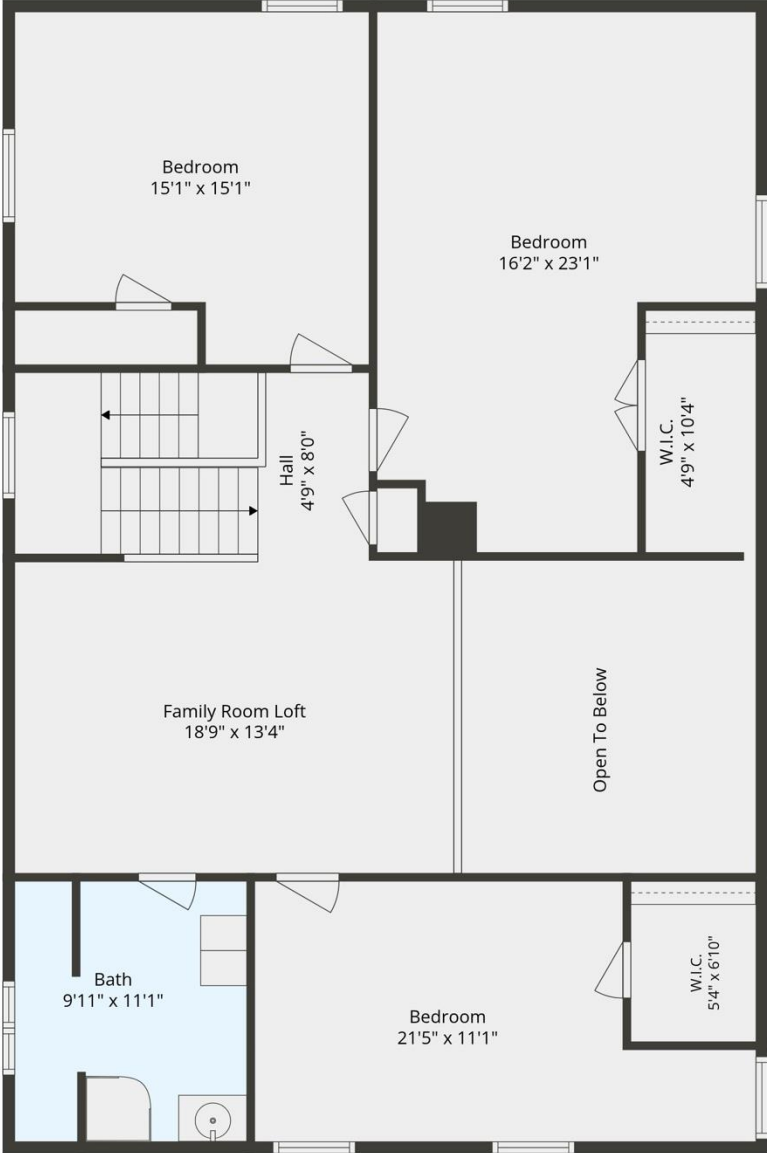 Bedroom
15'1" x 15'1"
Bedroom
16'2" x 23'1"
W.I.C.
4'9" x 10'4"
Hall
4'9" x 8'0"
Family Room Loft
18'9" x 13'4"
Open To Below
Bath
9'11" x 11'1"
Bedroom
21'5" x 11'1"
W.I.C.
5'4" x 6'10"